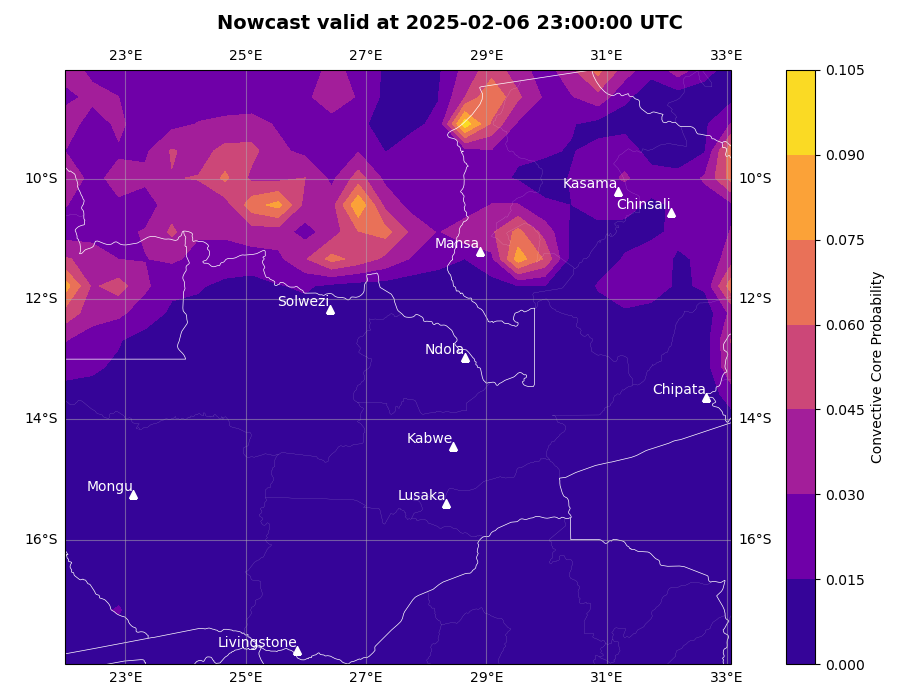 Nowcast valid at 2025-02-06 23:00:00 UTC
23°E 25°E 27°E 29°E 31°E 33°E
0.105
0.090
10°S 10°S
Kasama
Chinsali
0.075
Mansa
12°S 12°S
Solwezi
0.060
Ndola
Chipata
0.045
14°S 14°S
Kabwe
Mongu
Lusaka
0.030
16°S 16°S
0.015
Livingstone
0.000
23°E 25°E 27°E 29°E 31°E 33°E
Convective Core Probability